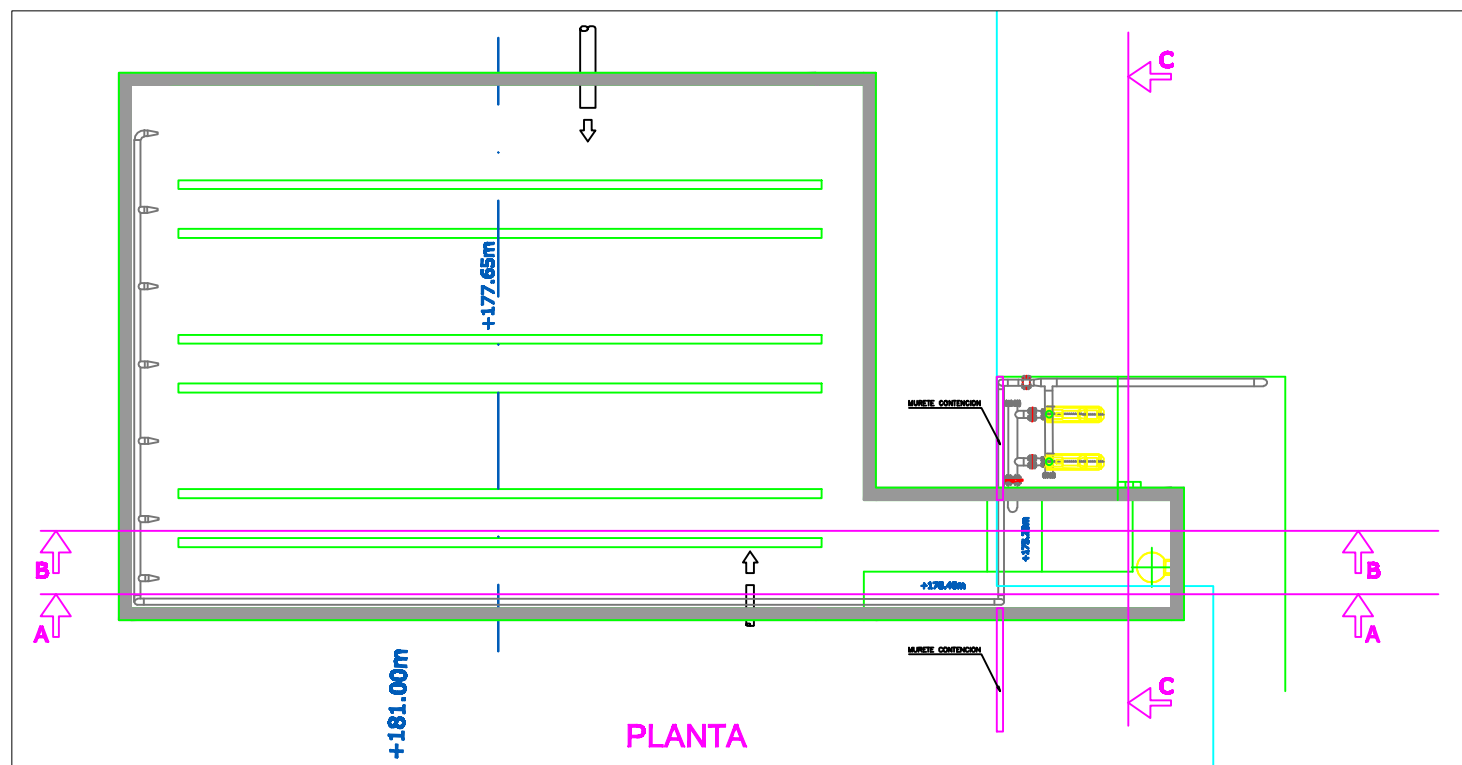 C
+177.65m
MURETE CONTENCION
B
B
A
A
MURETE CONTENCION
C
+181.00m
PLANTA